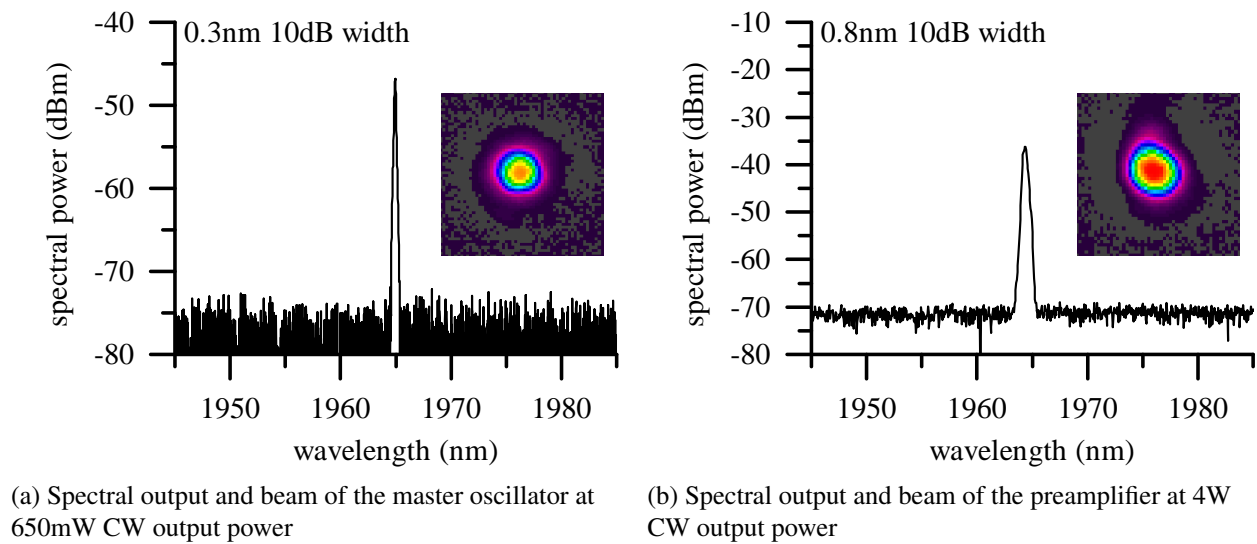 0.3nm 10dB width
spectral power (dBm)
-40
-50
-60
-70
-80
1950 1960 1970 1980
wavelength (nm)
(a) Spectral output and beam of the master oscillator at
650mW CW output power
0.8nm 10dB width
spectral power (dBm)
-10
-20
-30
-40
-50
-60
-70
-80
1950 1960 1970 1980
wavelength (nm)
(b) Spectral output and beam of the preamplifier at 4W
CW output power